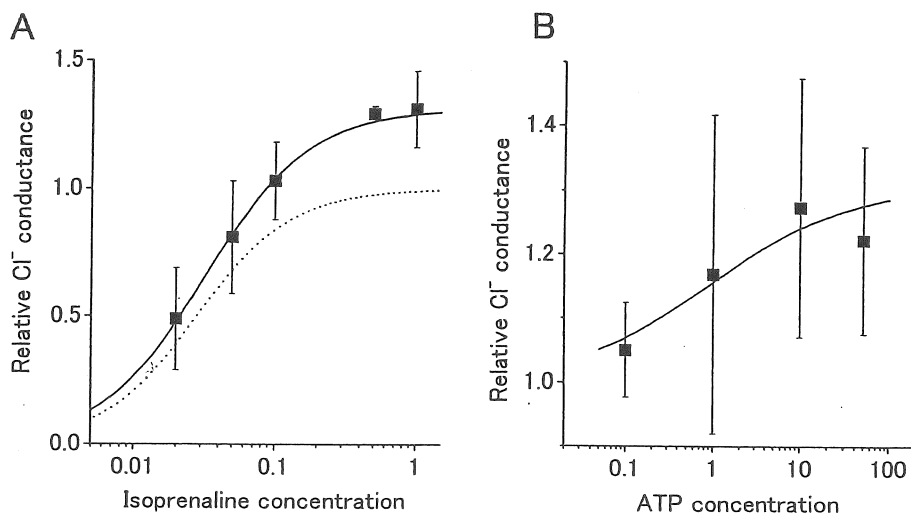 A
1.5
1.0
0.5
0.0
0.01
0.1
1
Relative Cl⁻ conductance
Isoprenaline concentration
B
1.4
1.2
1.0
0.1
1
10
100
Relative Cl⁻ conductance
ATP concentration